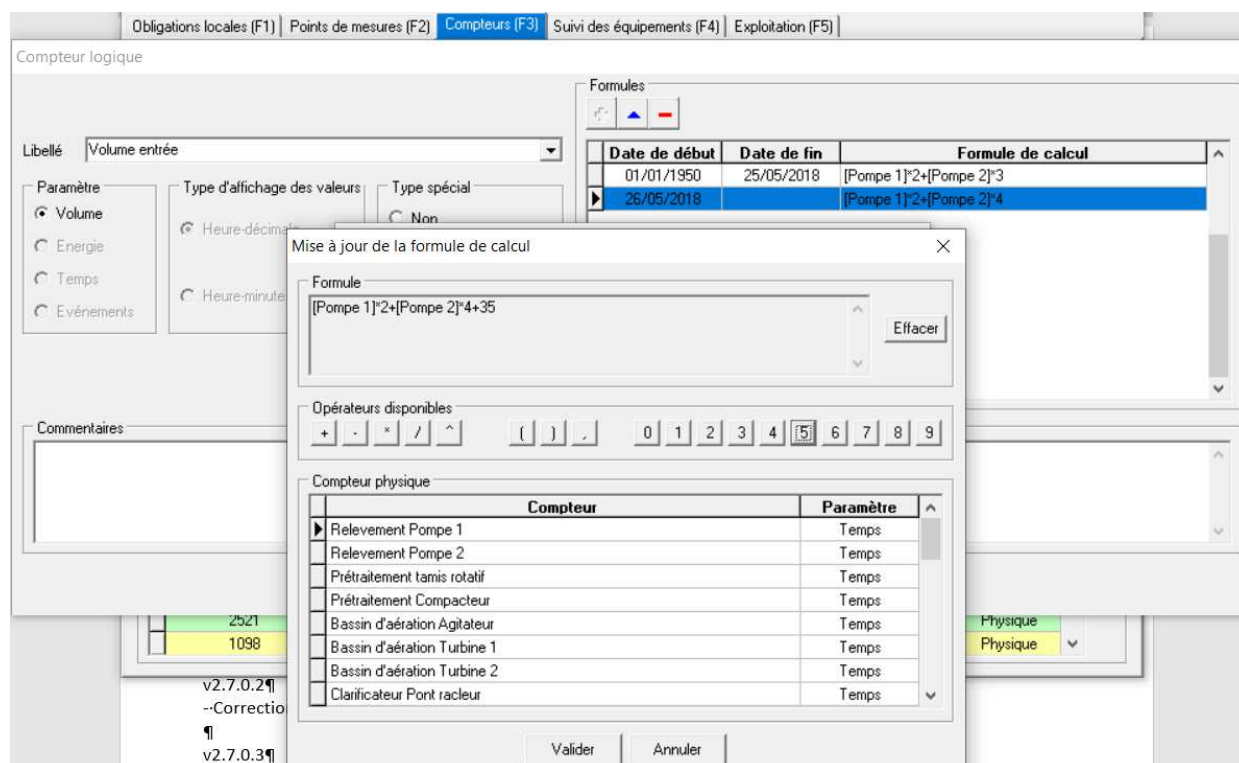 Obligations locales (F1) Points de mesures (F2) Compteurs (F3) Suivi des équipements (F4) Exploitation (F5)
Compteur logique
Formules
Libellé Volume entrée
Date de début Date de fin Formule de calcul
01/01/1950 25/05/2018 [Pompe 1]*2+[Pompe 2]*3
26/05/2018 [Pompe 1]*2+[Pompe 2]*4
Paramètre Type d'affichage des valeurs Type spécial
Volume
Non
Heure-décimale
Energie
Temps
Heure-minute
Evénements
Mise à jour de la formule de calcul
Formule
[Pompe 1]*2+[Pompe 2]*4+35
Effacer
Opérateurs disponibles
+ - * / ^ ( ) , 0 1 2 3 4 5 6 7 8 9
Commentaires
Compteur physique
Compteur Paramètre
Relevement Pompe 1 Temps
Relevement Pompe 2 Temps
Prétraitement tamis rotatif Temps
Prétraitement Compacteur Temps
Bassin d'aération Agitateur Temps
Bassin d'aération Turbine 1 Temps
Bassin d'aération Turbine 2 Temps
Clarificateur Pont racleur Temps
2521 Physique
1098 Physique
Valider Annuler
v2.7.0.2¶
--Correctio
¶
v2.7.0.3¶